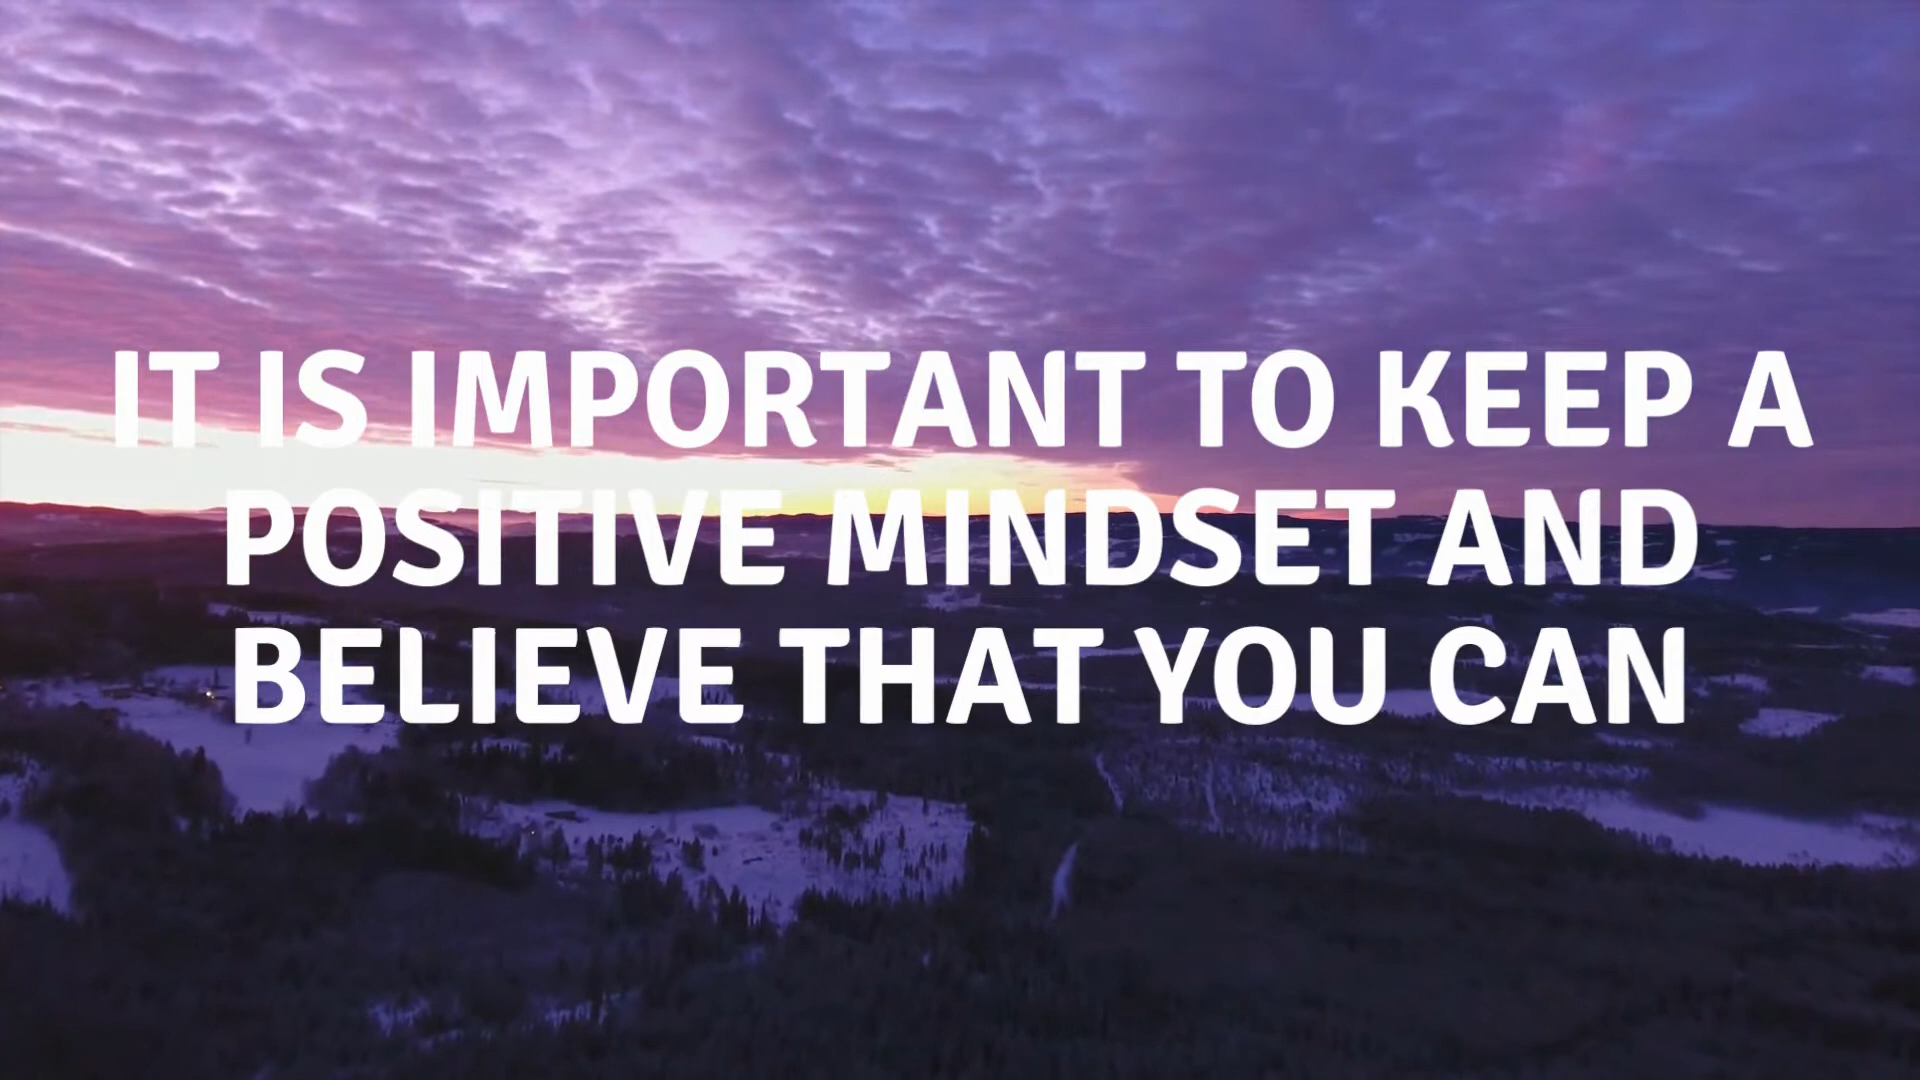 IT IS IMPORTANT TO KEEP A
POSITIVE MINDSET AND
BELIEVE THAT YOU CAN